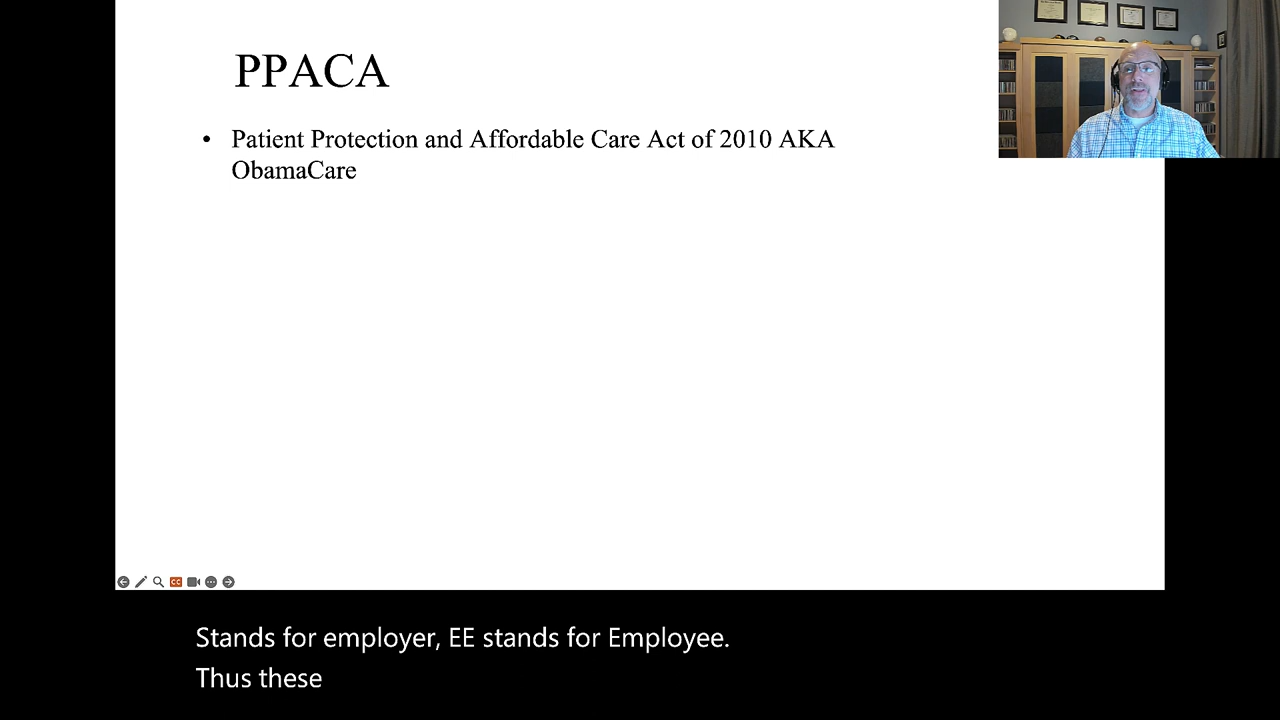 PPACA
• Patient Protection and Affordable Care Act of 2010 AKA
ObamaCare
CC
Stands for employer, EE stands for Employee.
Thus these